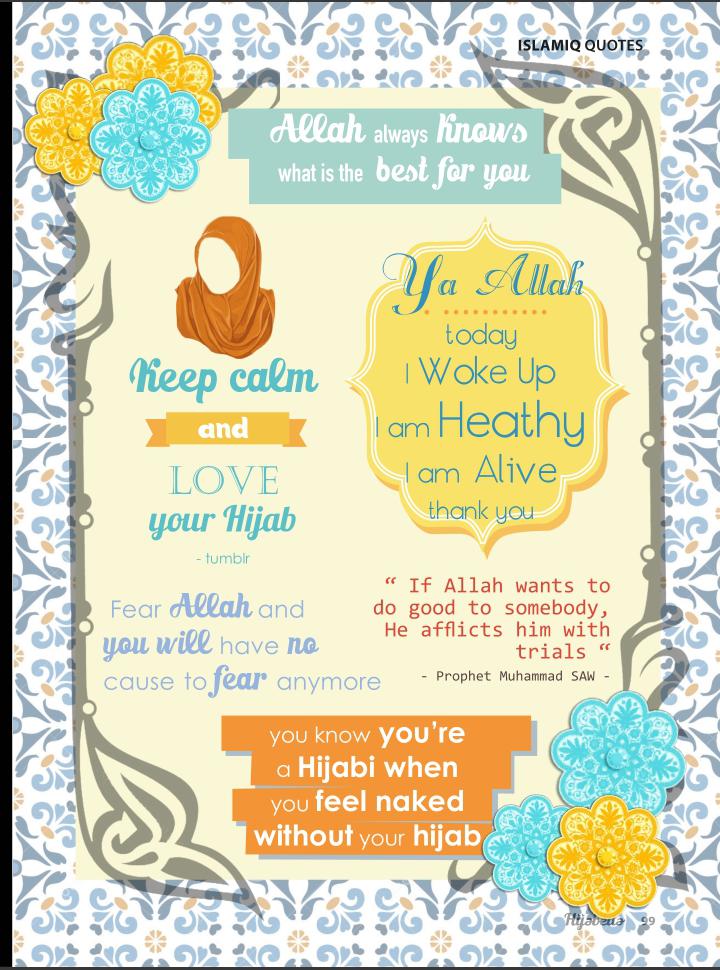 ISLAMIQ QUOTES
Allah always knows
what is the best for you
Keep calm
and
LOVE
your Hijab
- tumblr
Ya Allah
today
I Woke Up
I am Heathy
I am Alive
thank you
Fear Allah and
you will have no
cause to fear anymore
“ If Allah wants to
do good to somebody,
He afflicts him with
trials “
- Prophet Muhammad SAW -
you know you're
a Hijabi when
you feel naked
without your hijab
99